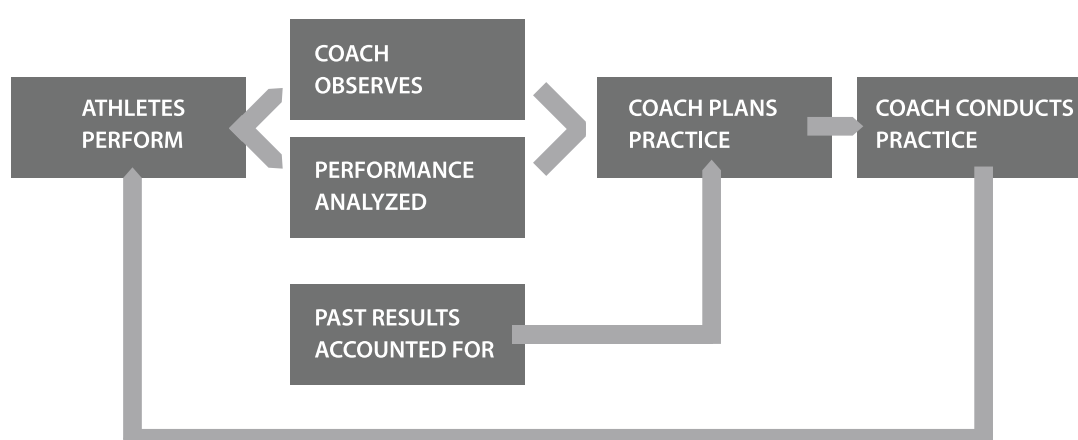 ATHLETES
PERFORM
COACH
OBSERVES
PERFORMANCE
ANALYZED
PAST RESULTS
ACCOUNTED FOR
COACH PLANS
PRACTICE
COACH CONDUCTS
PRACTICE